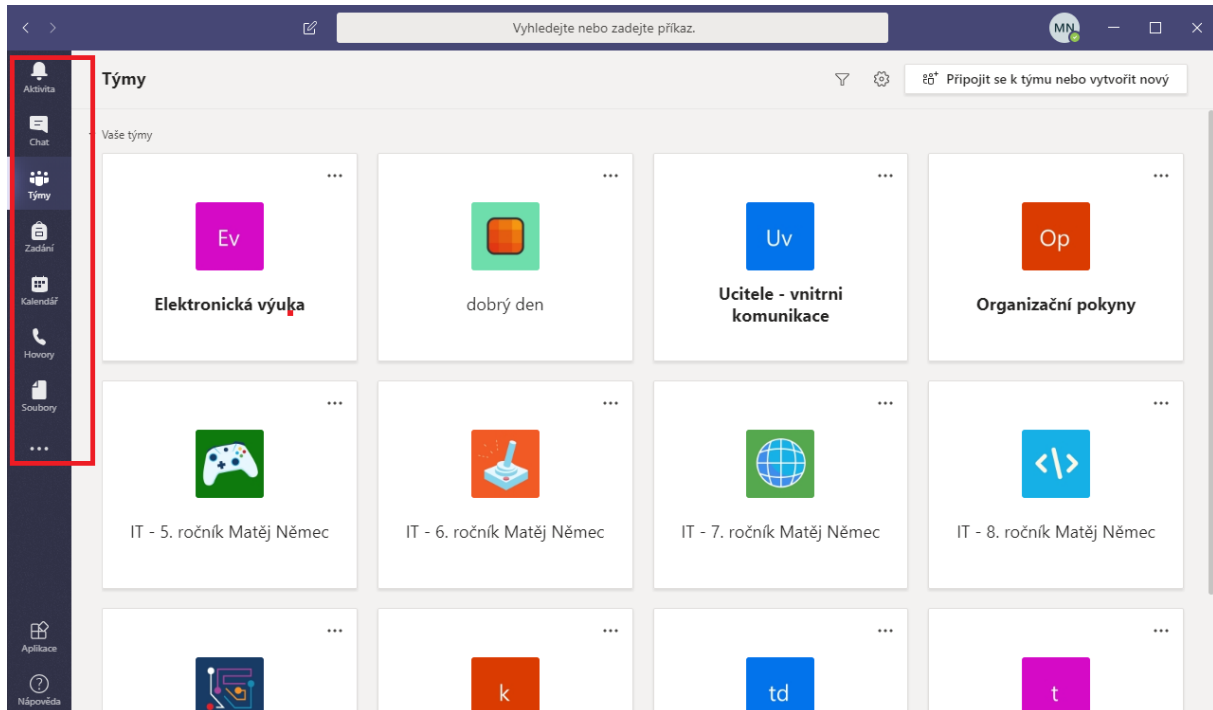 Vyhledejte nebo zadejte příkaz.
MN
Aktivita
Chat
Týmy
Zadání
Kalendář
Hovory
Soubory
Aplikace
Nápověda
Týmy
Připojit se k týmu nebo vytvořit nový
Vaše týmy
Ev
Elektronická výuka
dobrý den
Uv
Ucitele - vnitrni
komunikace
Op
Organizační pokyny
IT - 5. ročník Matěj Němec
IT - 6. ročník Matěj Němec
IT - 7. ročník Matěj Němec
IT - 8. ročník Matěj Němec
k
td
t